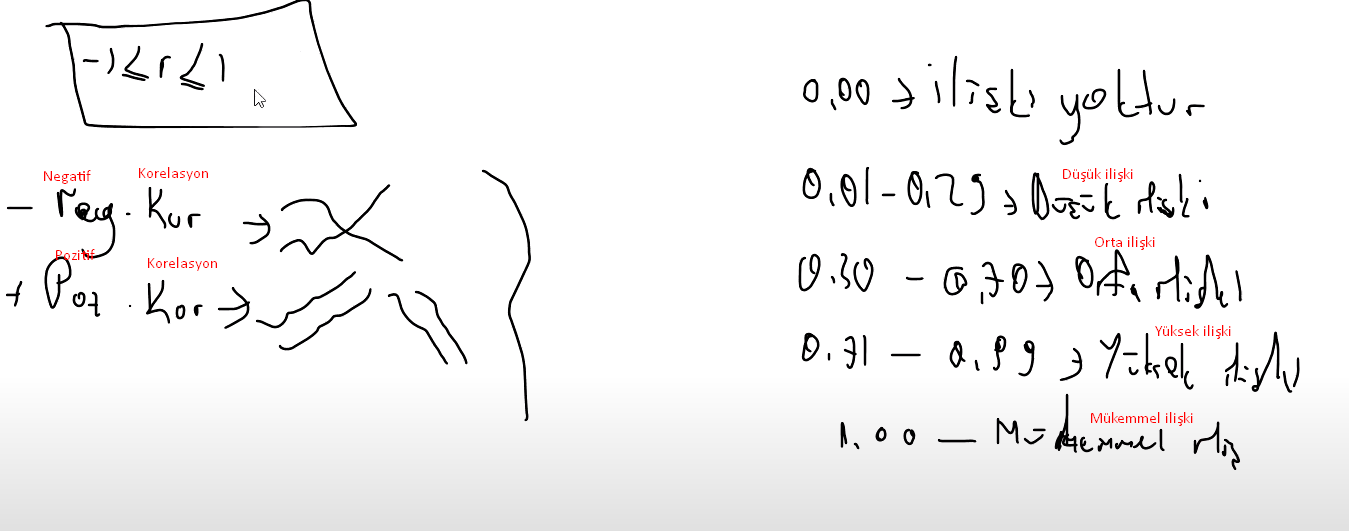 -1 ≤ r ≤ 1
Negatif Korelasyon
- neg. Kor →
Pozitif Korelasyon
+ Poz. Kor →
0,00 → ilişki yoktur
Düşük ilişki
0,01 - 0,29 → Düşük ilişki
Orta ilişki
0.30 - 0,70 → Orta ilişki
Yüksek ilişki
0.71 - 0.99 → Yüksek ilişki
Mükemmel ilişki
1.00 - Mükemmel iliş